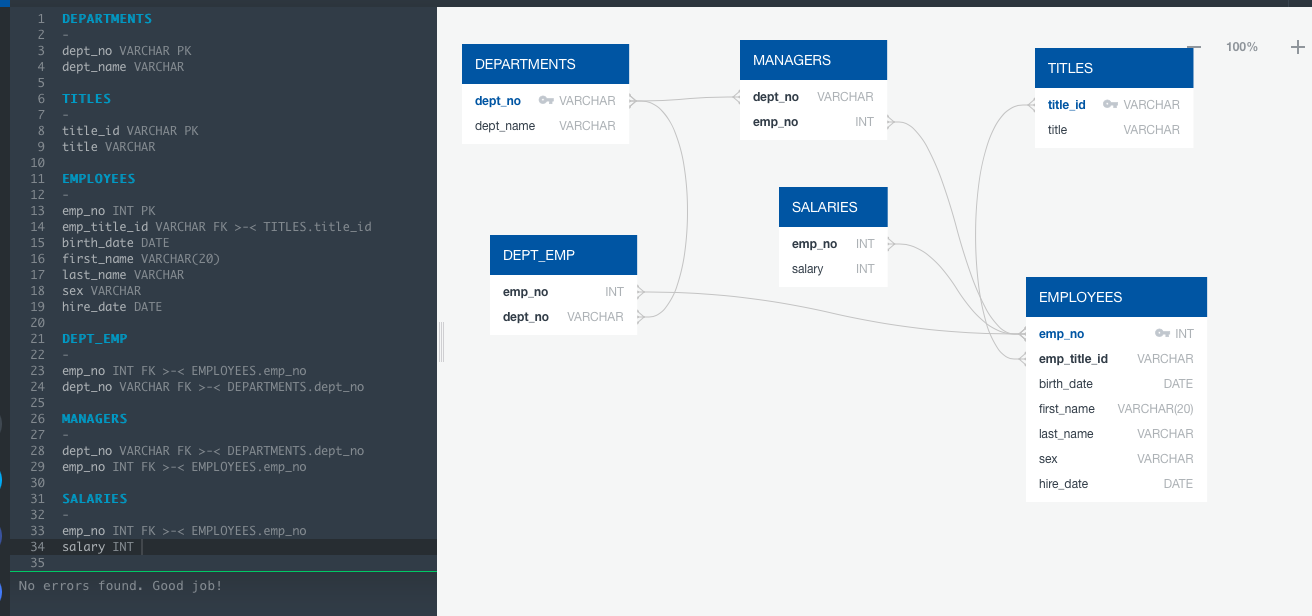 1 DEPARTMENTS
2 -
3 dept_no VARCHAR PK
4 dept_name VARCHAR
5
6 TITLES
7 -
8 title_id VARCHAR PK
9 title VARCHAR
10
11 EMPLOYEES
12 -
13 emp_no INT PK
14 emp_title_id VARCHAR FK >-< TITLES.title_id
15 birth_date DATE
16 first_name VARCHAR(20)
17 last_name VARCHAR
18 sex VARCHAR
19 hire_date DATE
20
21 DEPT_EMP
22 -
23 emp_no INT FK >-< EMPLOYEES.emp_no
24 dept_no VARCHAR FK >-< DEPARTMENTS.dept_no
25
26 MANAGERS
27 -
28 dept_no VARCHAR FK >-< DEPARTMENTS.dept_no
29 emp_no INT FK >-< EMPLOYEES.emp_no
30
31 SALARIES
32 -
33 emp_no INT FK >-< EMPLOYEES.emp_no
34 salary INT
35
No errors found. Good job!
DEPARTMENTS
dept_no VARCHAR
dept_name VARCHAR
MANAGERS
dept_no VARCHAR
emp_no INT
100%
TITLES
title_id VARCHAR
title VARCHAR
SALARIES
emp_no INT
salary INT
DEPT_EMP
emp_no INT
dept_no VARCHAR
EMPLOYEES
emp_no INT
emp_title_id VARCHAR
birth_date DATE
first_name VARCHAR(20)
last_name VARCHAR
sex VARCHAR
hire_date DATE